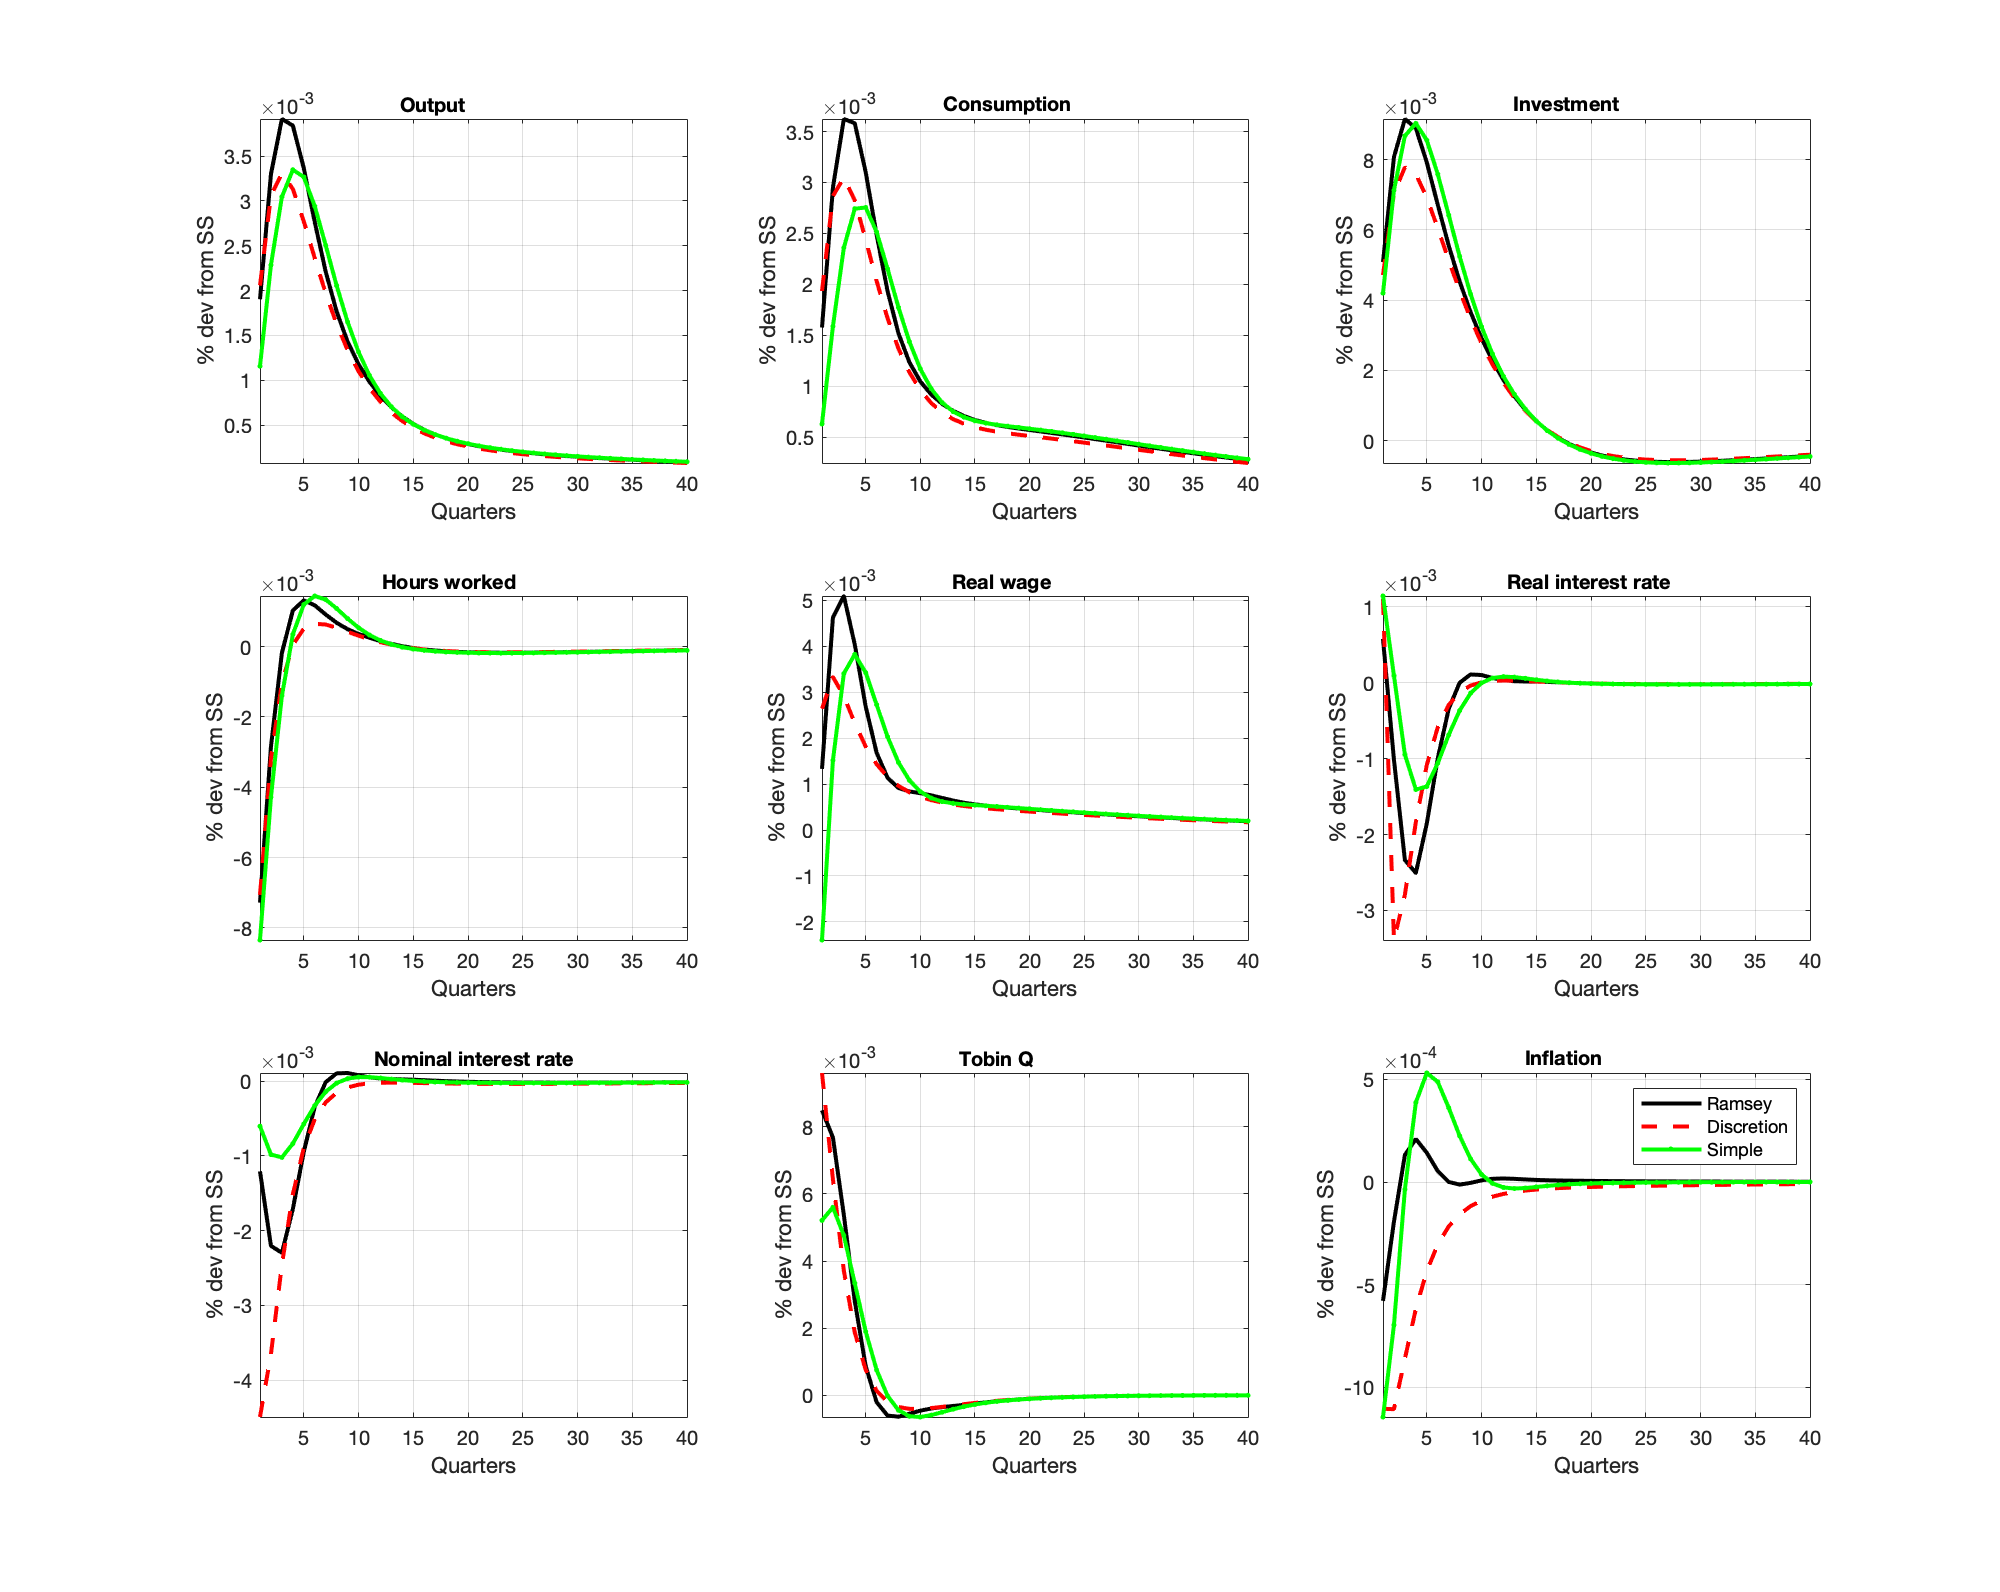 ×10-3
Output
3.5
3
2.5
2
1.5
1
0.5
% dev from SS
5 10 15 20 25 30 35 40
Quarters
×10-3
Consumption
3.5
3
2.5
2
1.5
1
0.5
% dev from SS
5 10 15 20 25 30 35 40
Quarters
×10-3
Investment
8
6
4
2
0
% dev from SS
5 10 15 20 25 30 35 40
Quarters
×10-3
Hours worked
0
-2
-4
-6
-8
% dev from SS
5 10 15 20 25 30 35 40
Quarters
×10-3
Real wage
5
4
3
2
1
0
-1
-2
% dev from SS
5 10 15 20 25 30 35 40
Quarters
×10-3
Real interest rate
1
0
-1
-2
-3
% dev from SS
5 10 15 20 25 30 35 40
Quarters
×10-3
Nominal interest rate
0
-1
-2
-3
-4
% dev from SS
5 10 15 20 25 30 35 40
Quarters
×10-3
Tobin Q
8
6
4
2
0
% dev from SS
5 10 15 20 25 30 35 40
Quarters
×10-4
Inflation
5
0
-5
-10
% dev from SS
Ramsey
Discretion
Simple
5 10 15 20 25 30 35 40
Quarters